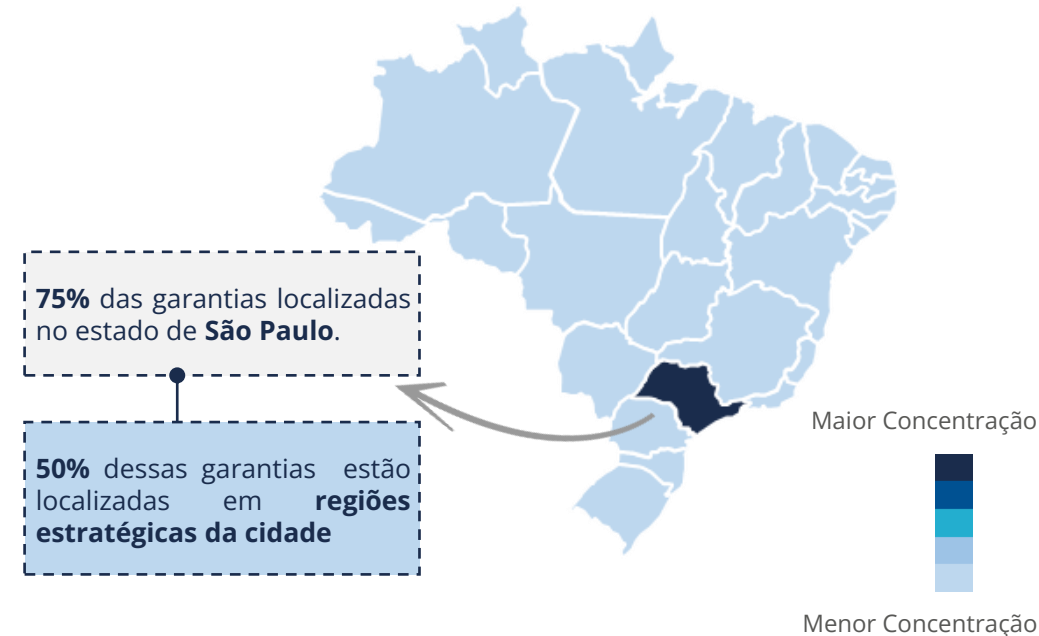 75% das garantias localizadas
no estado de São Paulo.
50% dessas garantias estão
localizadas em regiões
estratégicas da cidade
Maior Concentração
Menor Concentração